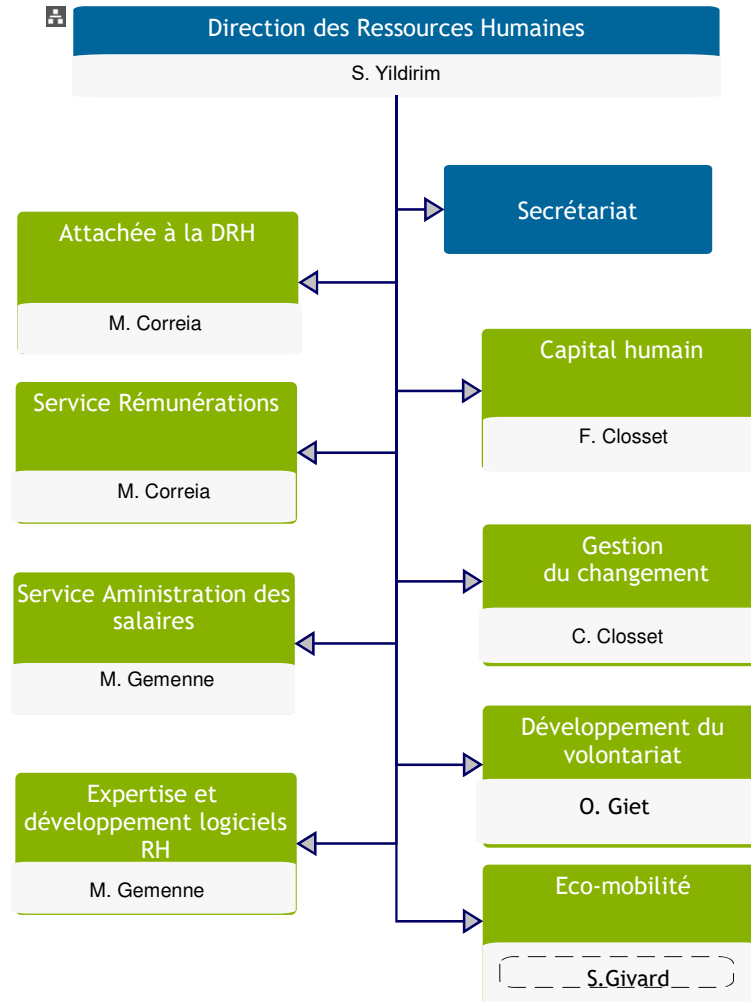 Direction des Ressources Humaines
S. Yildirim
Secrétariat
Attachée à la DRH
M. Correia
Capital humain
F. Closset
Service Rémunérations
M. Correia
Gestion
du changement
C. Closset
Service Aministration des
salaires
M. Gemenne
Développement du
volontariat
O. Giet
Expertise et
développement logiciels
RH
M. Gemenne
Eco-mobilité
S.Givard